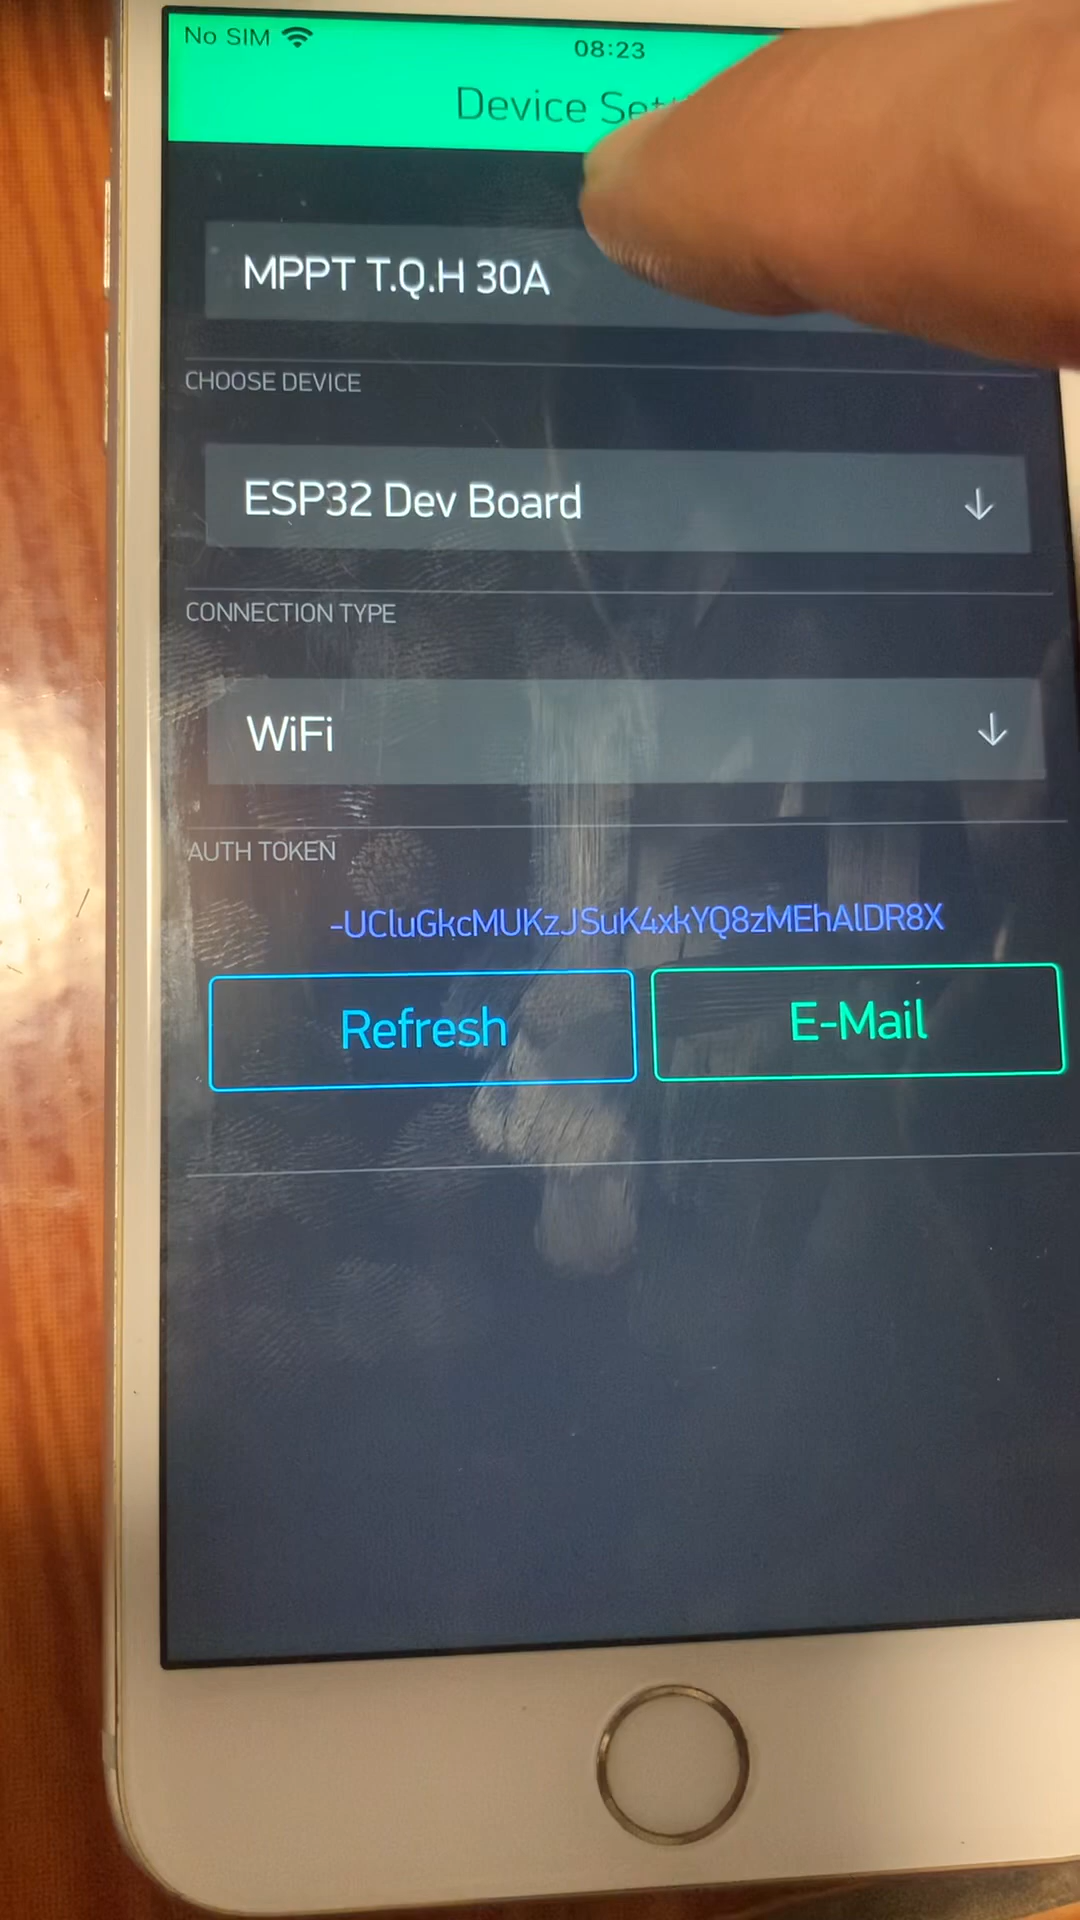 No SIM
08:23
Device
MPPT T.Q.H 30A
CHOOSE DEVICE
ESP32 Dev Board
CONNECTION TYPE
WiFi
AUTH TOKEN
-UCluGkcMUKzJSuK4xkYQ8zMEhAlDR8X
Refresh
E-Mail